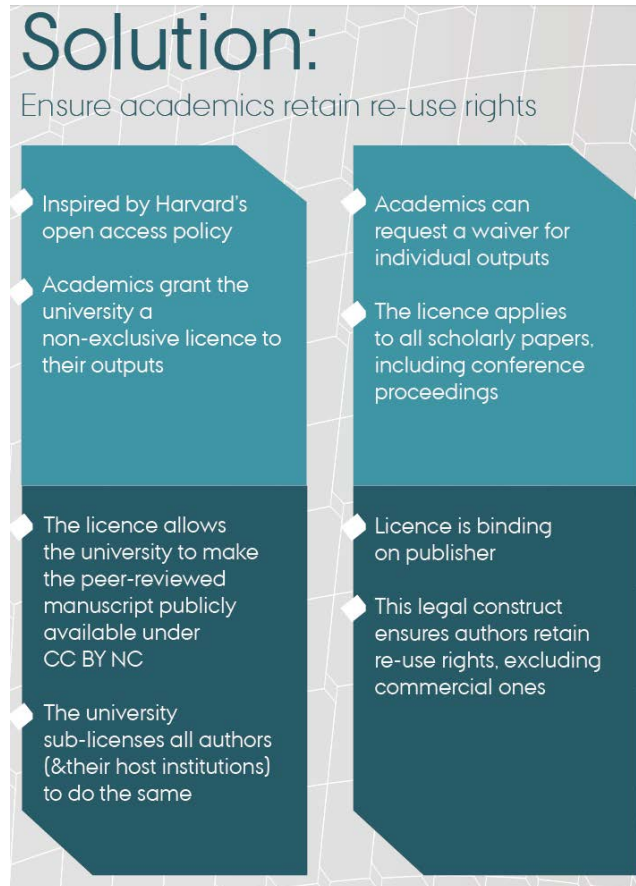 Solution:
Ensure academics retain re-use rights
Inspired by Harvard's
open access policy
Academics grant the
university a
non-exclusive licence to
their outputs
The licence allows
the university to make
the peer-reviewed
manuscript publicly
available under
CC BY NC
The university
sub-licenses all authors
(&their host institutions)
to do the same
Academics can
request a waiver for
individual outputs
The licence applies
to all scholarly papers,
including conference
proceedings
Licence is binding
on publisher
This legal construct
ensures authors retain
re-use rights, excluding
commercial ones